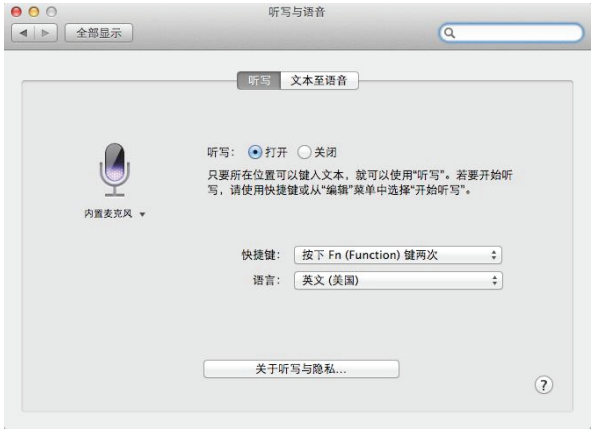 听写与语音
全部显示
听写 文本至语音
听写： 打开 关闭
只要所在位置可以键入文本，就可以使用“听写”。若要开始听
写，请使用快捷键或从“编辑”菜单中选择“开始听写”。
内置麦克风
快捷键： 按下 Fn (Function) 键两次
语言： 英文 (美国)
关于听写与隐私...
?